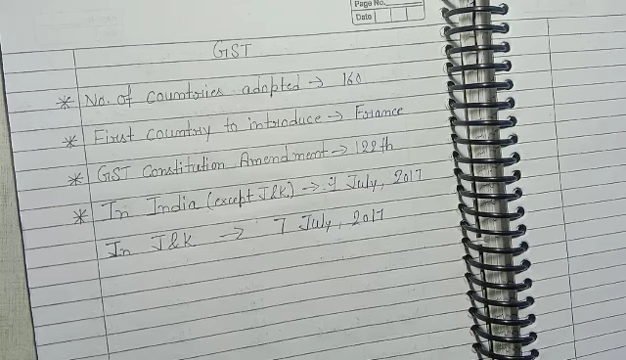 Page No.
Date
GST
* No. of countries adopted → 160
* First country to introduce → France
* GST Constitution Amendment → 122th
* In India (except J&K) → 1 July, 2017
In J&K → 7 July, 2017